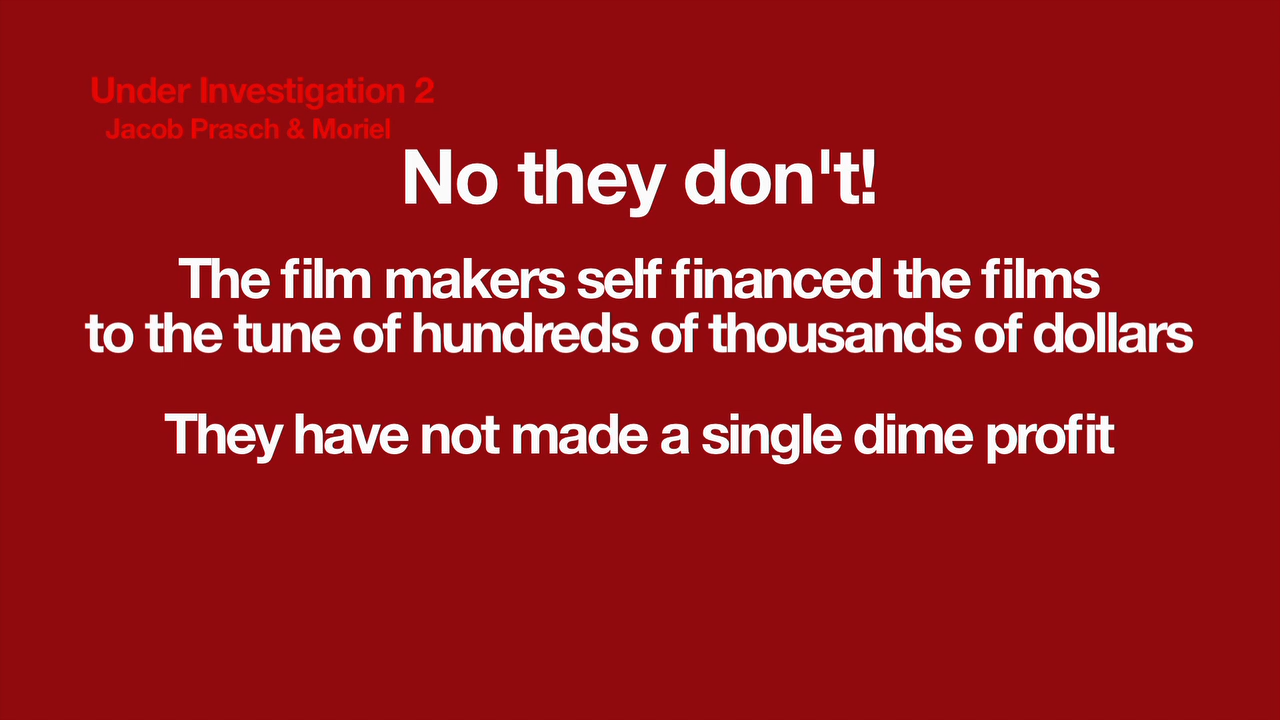 Under Investigation 2
Jacob Prasch & Moriel
No they don't!
The film makers self financed the films
to the tune of hundreds of thousands of dollars
They have not made a single dime profit